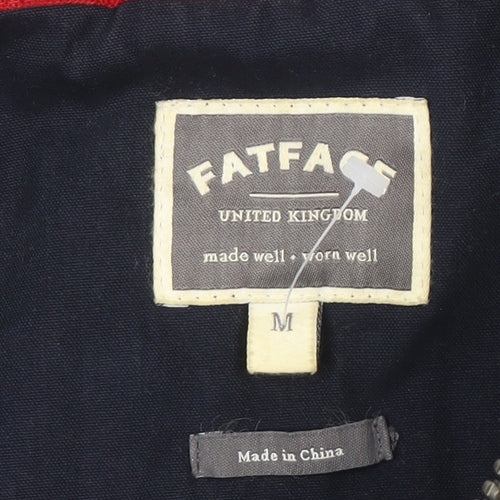 FATFACE
UNITED KINGDOM
made well • worn well
M
Made in China